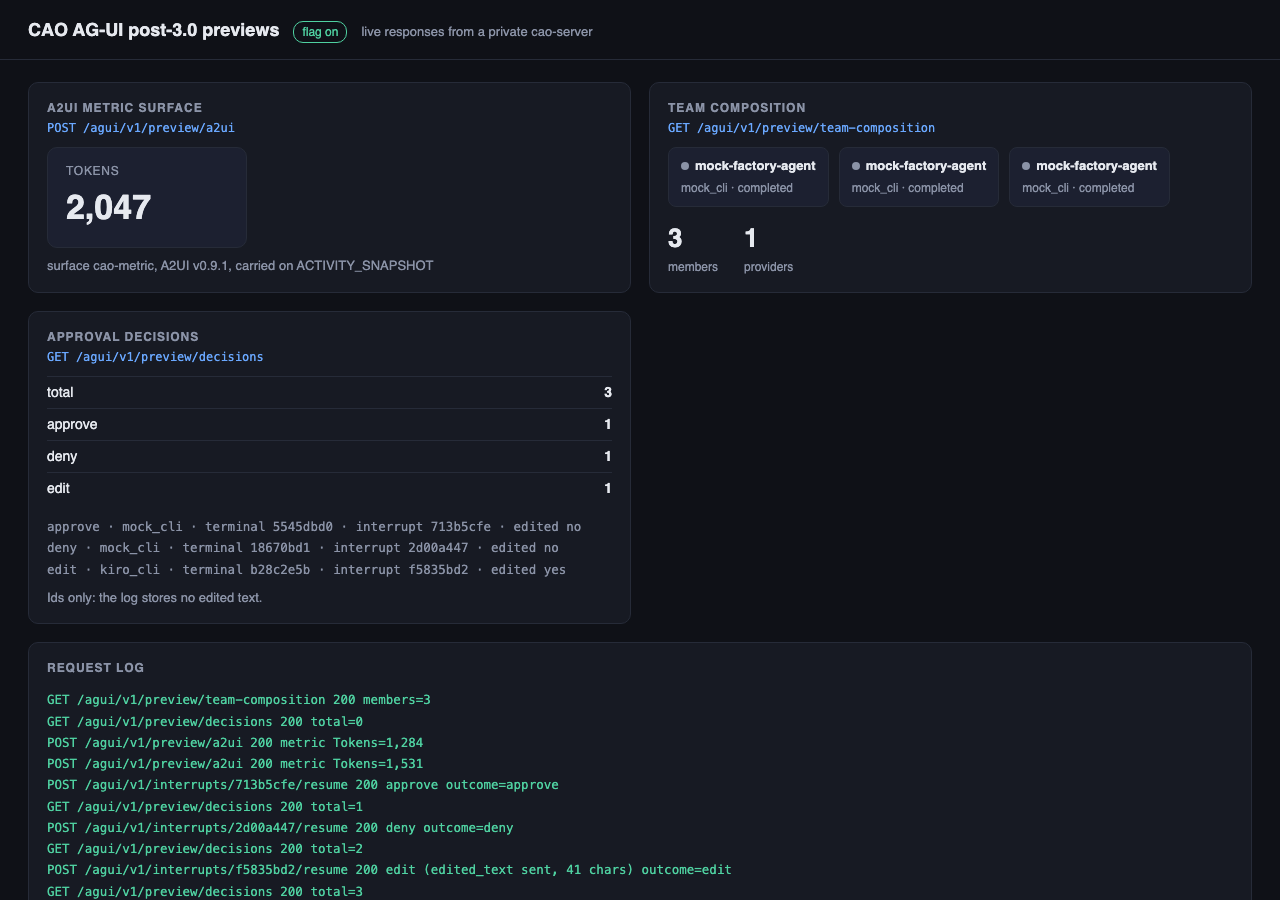 CAO AG-UI post-3.0 previews flag on live responses from a private cao-server
A2UI METRIC SURFACE
POST /agui/v1/preview/a2ui
TOKENS
2,047
surface cao-metric, A2UI v0.9.1, carried on ACTIVITY_SNAPSHOT
TEAM COMPOSITION
GET /agui/v1/preview/team-composition
mock-factory-agent mock-factory-agent mock-factory-agent
mock_cli · completed mock_cli · completed mock_cli · completed
3 1
members providers
APPROVAL DECISIONS
GET /agui/v1/preview/decisions
total 3
approve 1
deny 1
edit 1
approve · mock_cli · terminal 5545dbd0 · interrupt 713b5cfe · edited no
deny · mock_cli · terminal 18670bd1 · interrupt 2d00a447 · edited no
edit · kiro_cli · terminal b28c2e5b · interrupt f5835bd2 · edited yes
Ids only: the log stores no edited text.
REQUEST LOG
GET /agui/v1/preview/team-composition 200 members=3
GET /agui/v1/preview/decisions 200 total=0
POST /agui/v1/preview/a2ui 200 metric Tokens=1,284
POST /agui/v1/preview/a2ui 200 metric Tokens=1,531
POST /agui/v1/interrupts/713b5cfe/resume 200 approve outcome=approve
GET /agui/v1/preview/decisions 200 total=1
POST /agui/v1/interrupts/2d00a447/resume 200 deny outcome=deny
GET /agui/v1/preview/decisions 200 total=2
POST /agui/v1/interrupts/f5835bd2/resume 200 edit (edited_text sent, 41 chars) outcome=edit
GET /agui/v1/preview/decisions 200 total=3